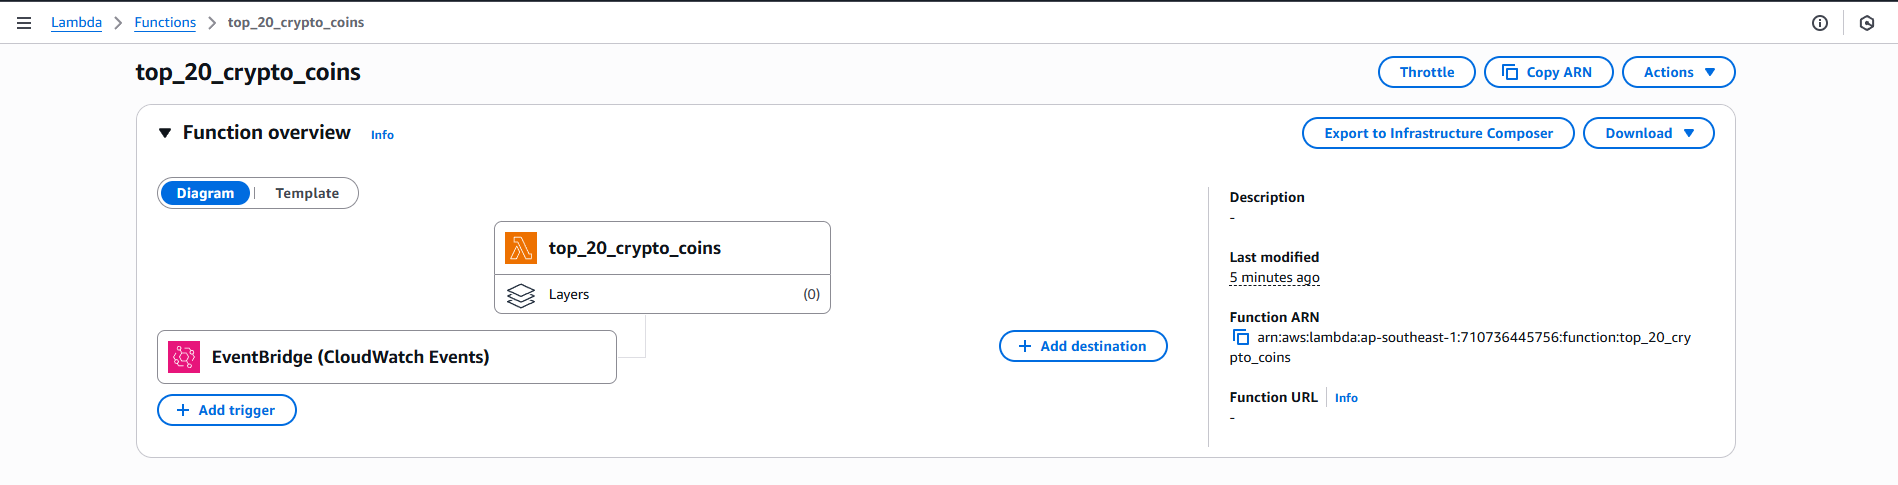 Lambda > Functions > top_20_crypto_coins
top_20_crypto_coins
Throttle
Copy ARN
Actions
Function overview
Info
Export to Infrastructure Composer
Download
Diagram
Template
top_20_crypto_coins
Layers
(0)
EventBridge (CloudWatch Events)
+ Add trigger
+ Add destination
Description
-
Last modified
5 minutes ago
Function ARN
arn:aws:lambda:ap-southeast-1:710736445756:function:top_20_cry
pto_coins
Function URL | Info
-